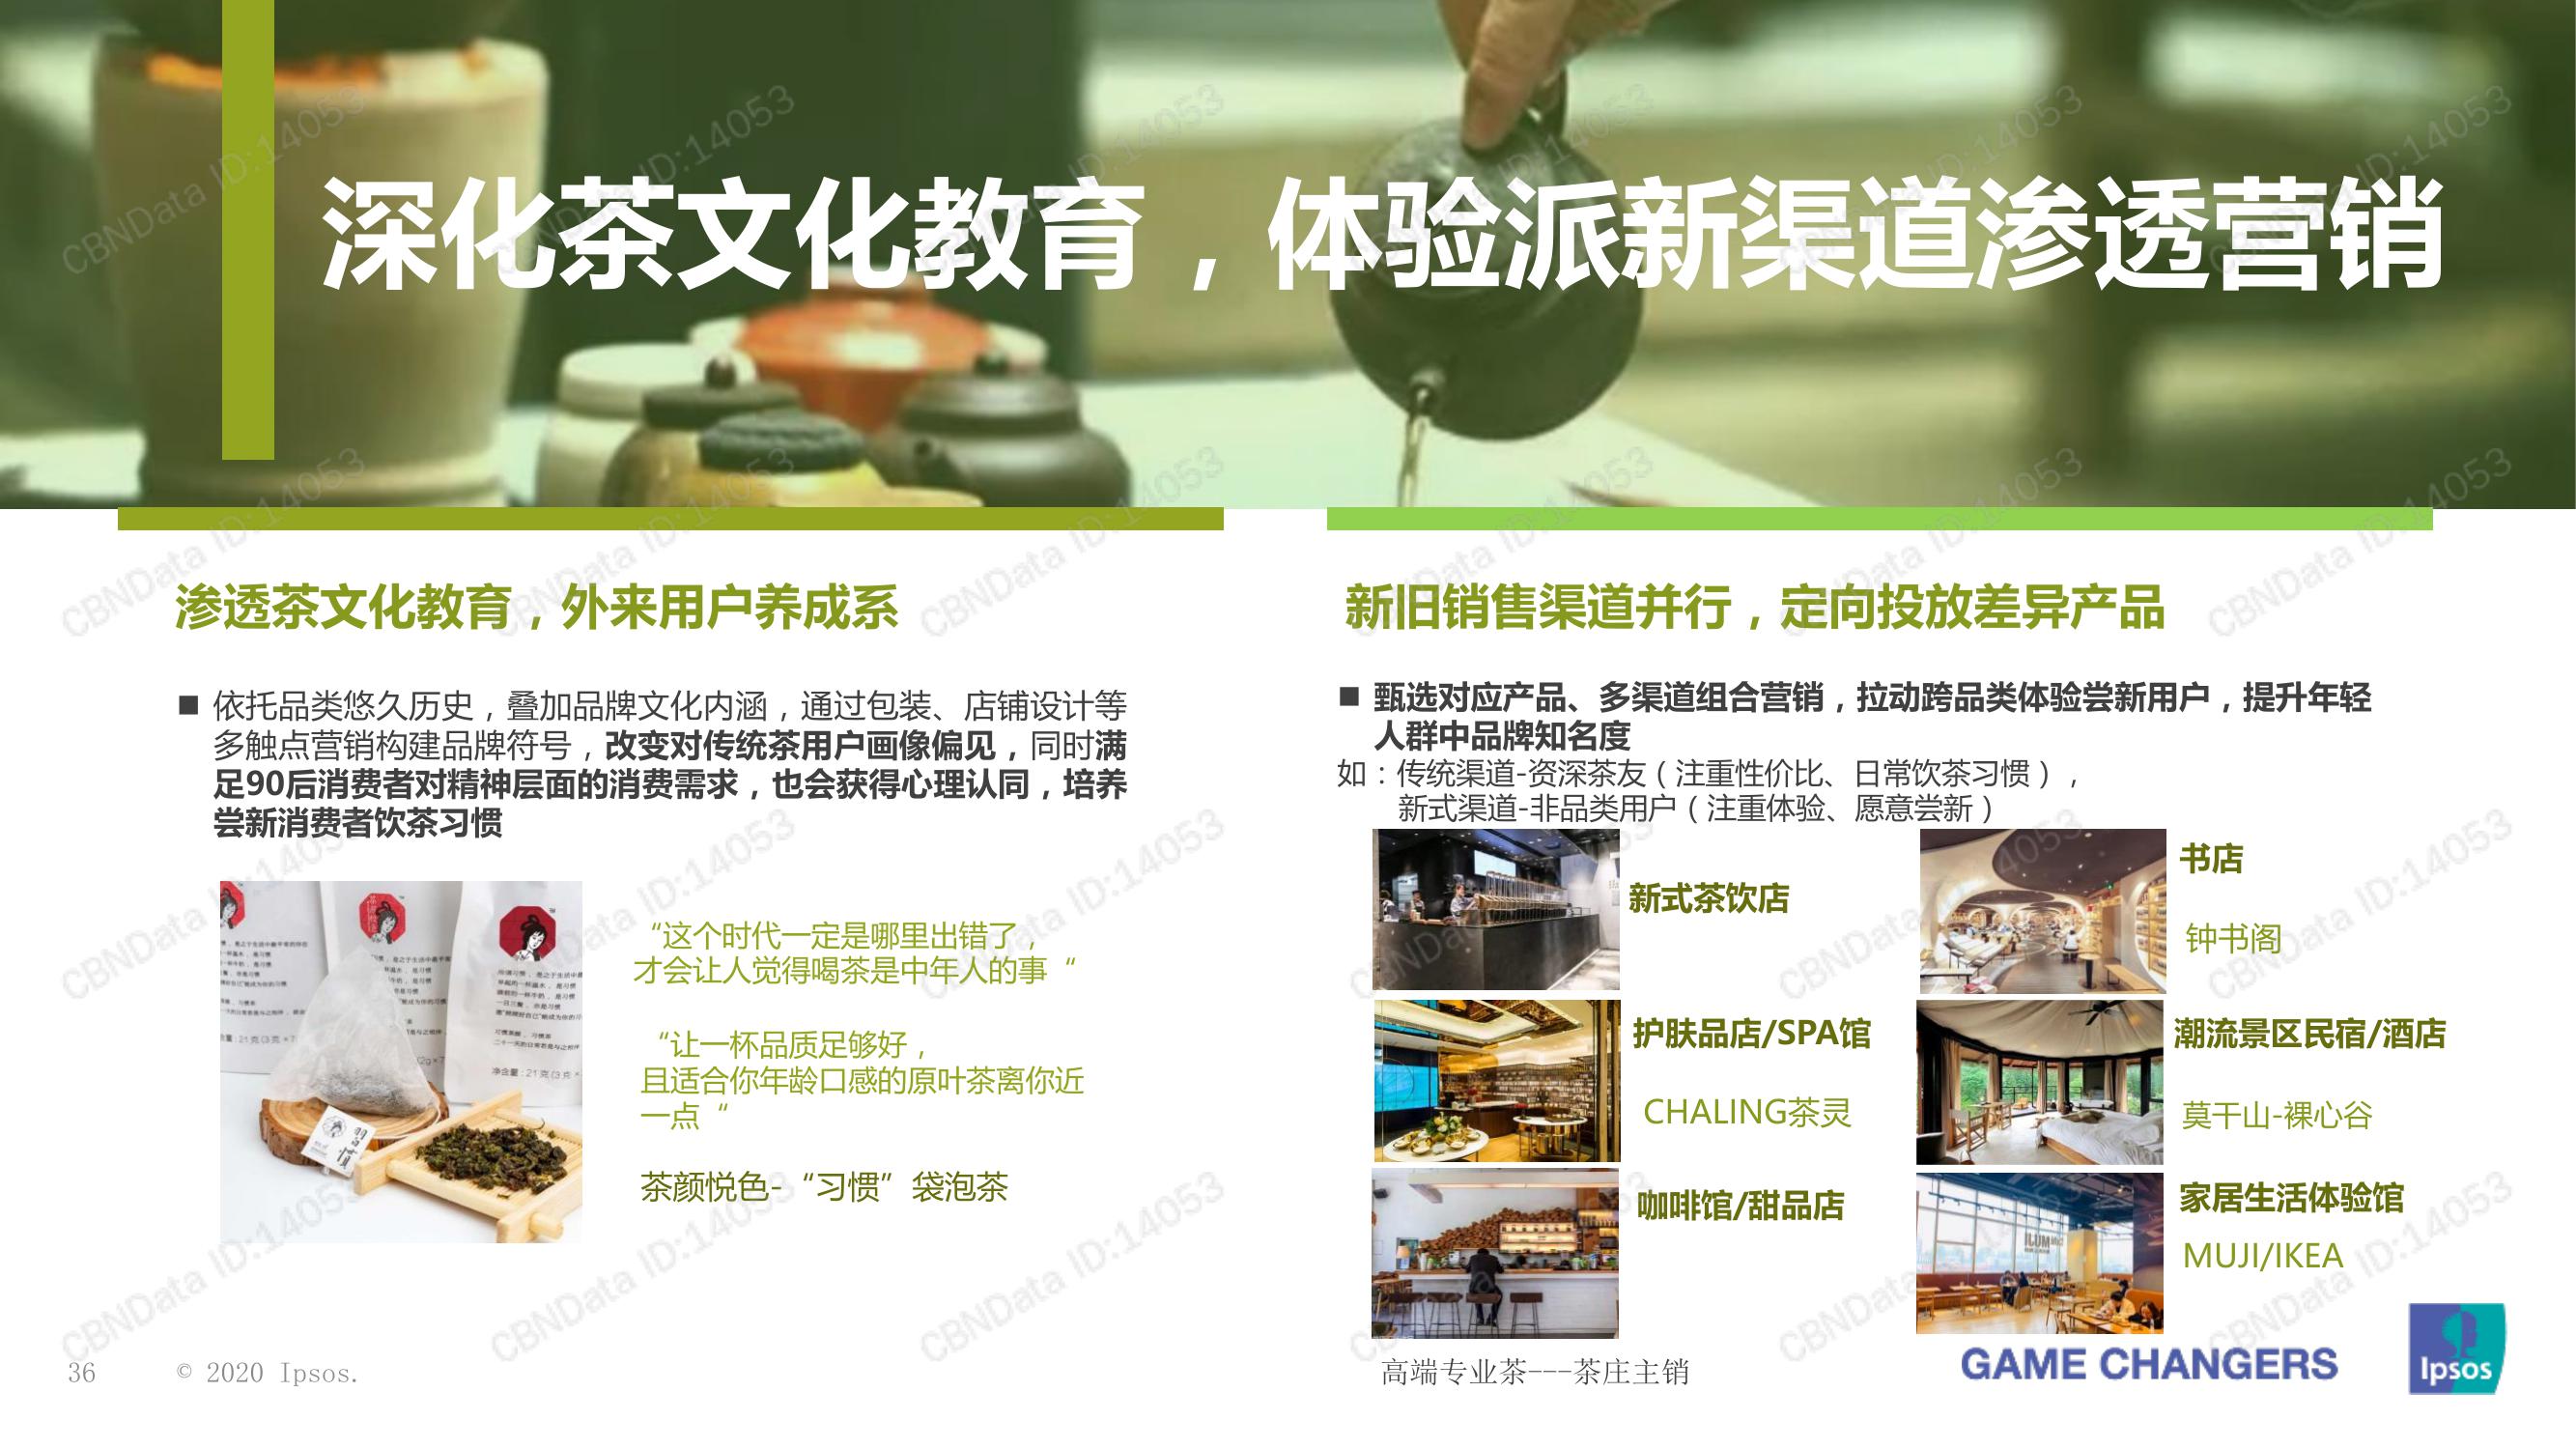 深化茶文化教育，体验派新渠道渗透营销
渗透茶文化教育，外来用户养成系
■ 依托品类悠久历史，叠加品牌文化内涵，通过包装、店铺设计等
多触点营销构建品牌符号，改变对传统茶用户画像偏见，同时满
足90后消费者对精神层面的消费需求，也会获得心理认同，培养
尝新消费者饮茶习惯
净含量：21克(3克×
習慣
“这个时代一定是哪里出错了，
才会让人觉得喝茶是中年人的事“
“让一杯品质足够好，
且适合你年龄口感的原叶茶离你近
一点“
茶颜悦色-“习惯”袋泡茶
新旧销售渠道并行，定向投放差异产品
■ 甄选对应产品、多渠道组合营销，拉动跨品类体验尝新用户，提升年轻
人群中品牌知名度
如：传统渠道-资深茶友（注重性价比、日常饮茶习惯），
新式渠道-非品类用户（注重体验、愿意尝新）
新式茶饮店
书店
钟书阁
护肤品店/SPA馆
CHALING茶灵
潮流景区民宿/酒店
莫干山-裸心谷
咖啡馆/甜品店
家居生活体验馆
MUJI/IKEA
36
© 2020 Ipsos.
高端专业茶---茶庄主销
GAME CHANGERS
Ipsos
CBNData ID:14053